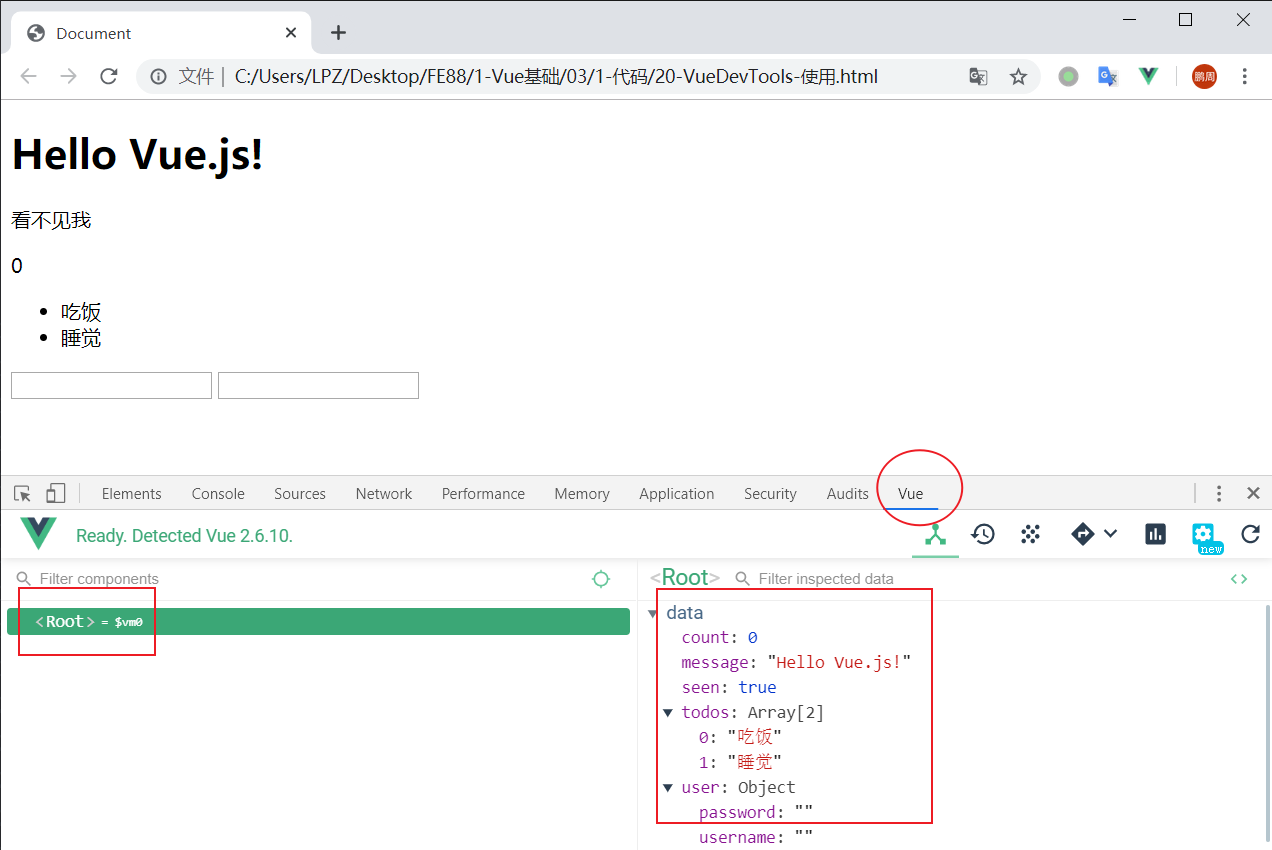 Document
文件 | C:/Users/LPZ/Desktop/FE88/1-Vue基础/03/1-代码/20-VueDevTools-使用.html
鹏周
Hello Vue.js!
看不见我
0
吃饭
睡觉
Elements Console Sources Network Performance Memory Application Security Audits Vue
Ready. Detected Vue 2.6.10.
new
Filter components
<Root> Filter inspected data
<Root> = $vm0
data
count: 0
message: "Hello Vue.js!"
seen: true
todos: Array[2]
0: "吃饭"
1: "睡觉"
user: Object
password: ""
username: ""